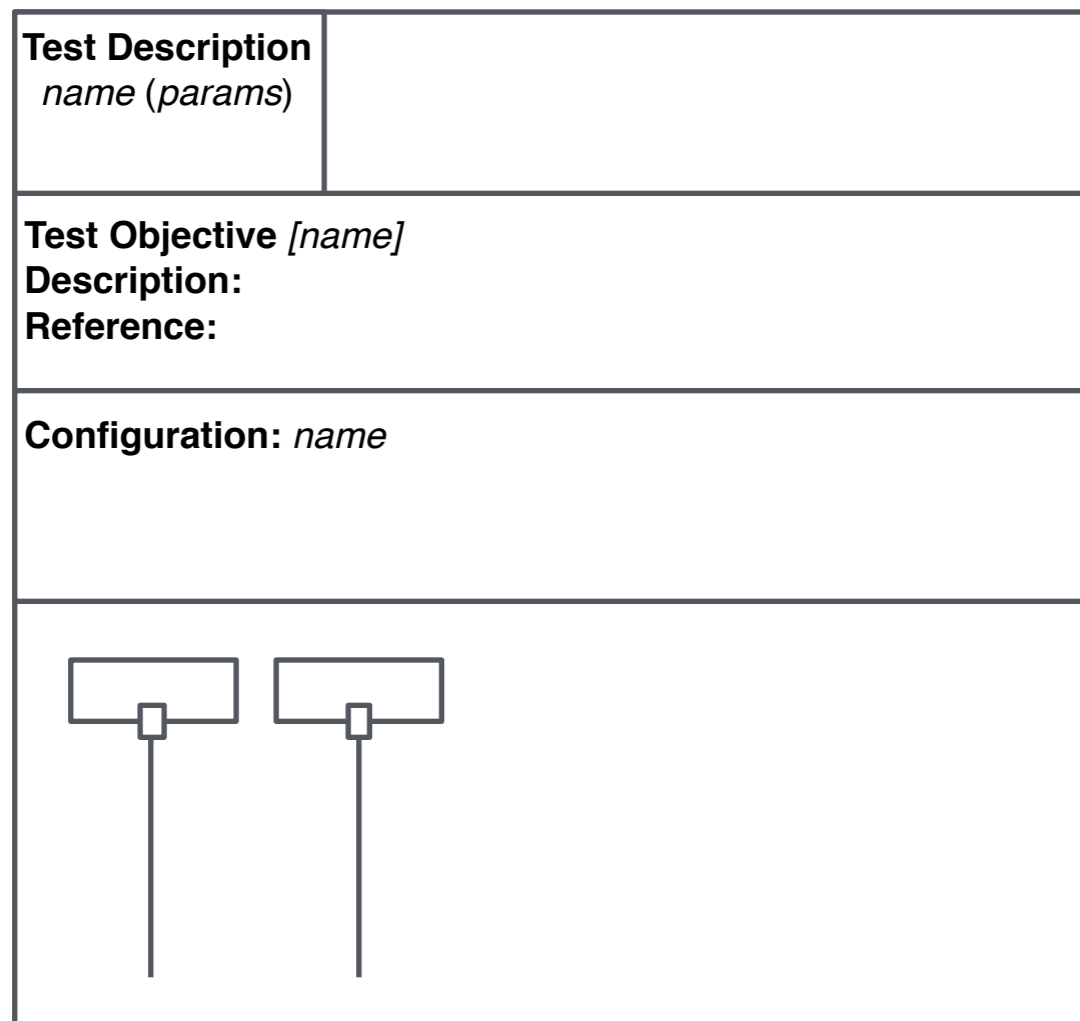 Test Description
name (params)
Test Objective [name]
Description:
Reference:
Configuration: name